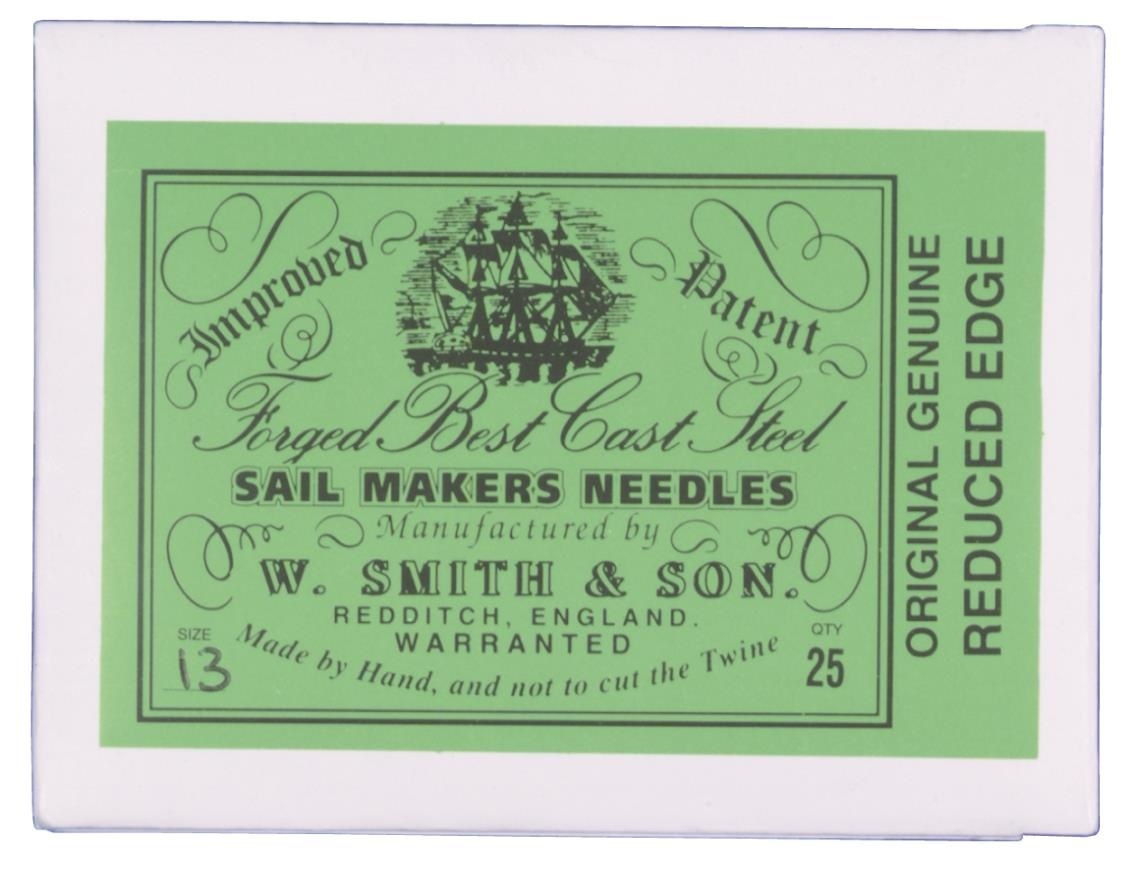 Improved
Patent
Forged Best Cast Steel
SAIL MAKERS NEEDLES
Manufactured by
W. SMITH & SON.
REDDITCH, ENGLAND.
WARRANTED
Made by Hand, and not to cut the Twine
SIZE
13
QTY
25
ORIGINAL GENUINE
REDUCED EDGE